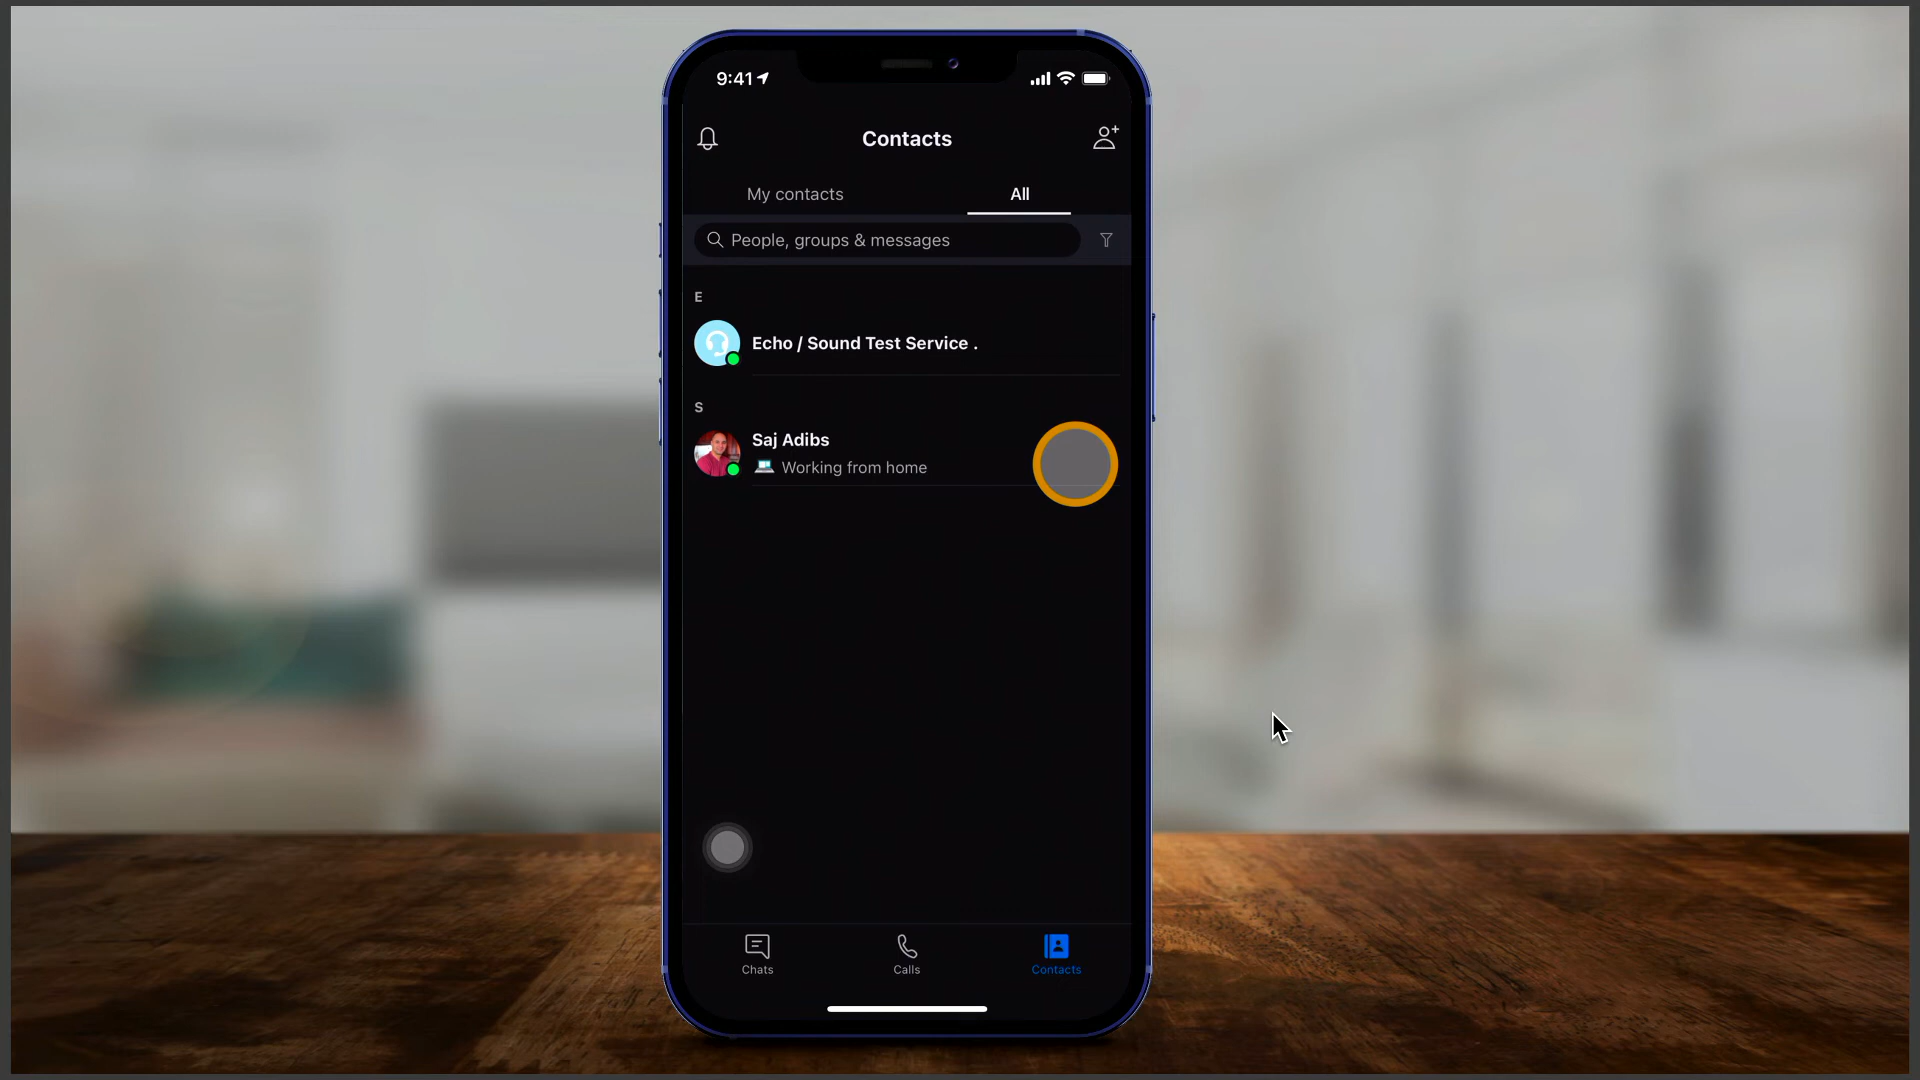 9:41
Contacts
My contacts
All
People, groups & messages
E
Echo / Sound Test Service .
S
Saj Adibs
Working from home
Chats
Calls
Contacts